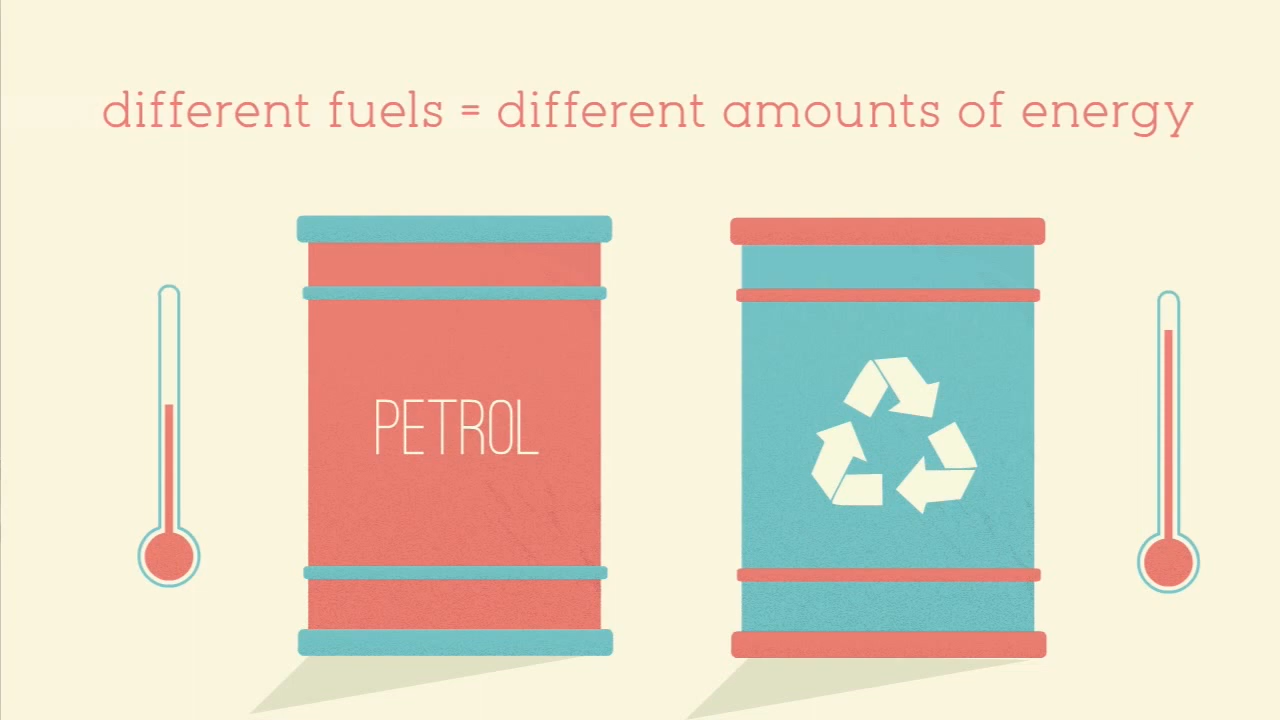 different fuels = different amounts of energy
PETROL